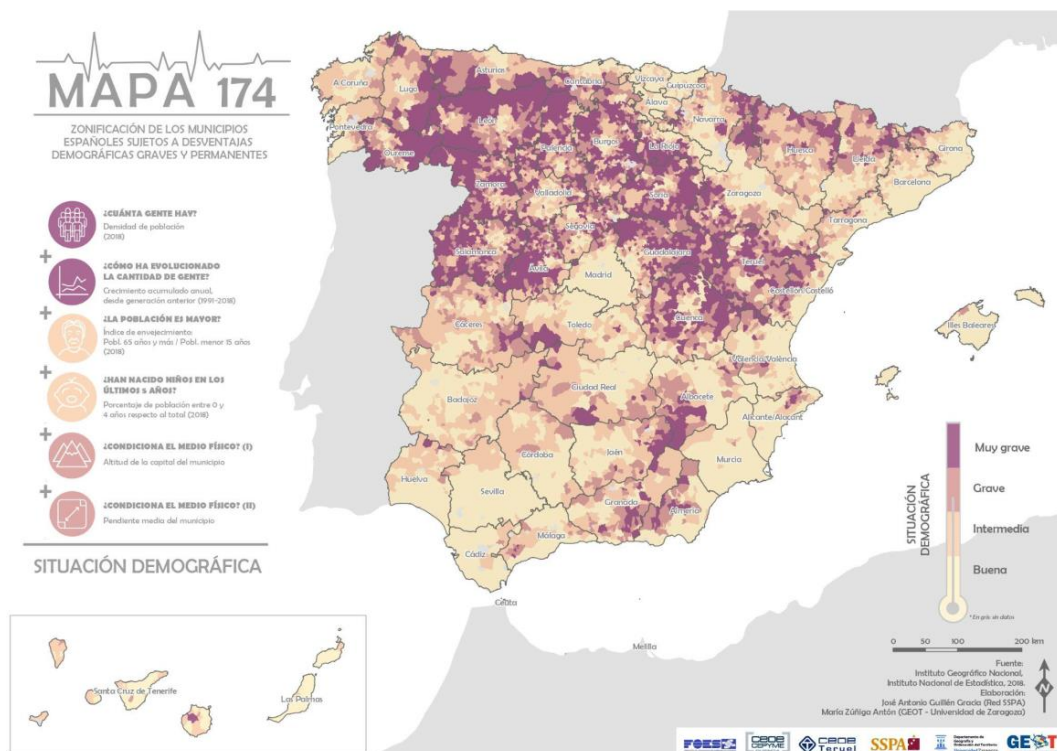 MAPA 174
ZONIFICACIÓN DE LOS MUNICIPIOS
ESPAÑOLES SUJETOS A DESVENTAJAS
DEMOGRÁFICAS GRAVES Y PERMANENTES
¿CUÁNTA GENTE HAY?
Densidad de población
(2018)
+
¿CÓMO HA EVOLUCIONADO
LA CANTIDAD DE GENTE?
Crecimiento acumulado anual,
desde generación anterior (1991-2018)
+
¿LA POBLACIÓN ES MAYOR?
Índice de envejecimiento:
Pobl. 65 años y más / Pobl. menor 15 años
(2018)
+
¿HAN NACIDO NIÑOS EN LOS
ÚLTIMOS 5 AÑOS?
Porcentaje de población entre 0 y
4 años respecto al total (2018)
+
¿CONDICIONA EL MEDIO FÍSICO? (I)
Altitud de la capital del municipio
+
¿CONDICIONA EL MEDIO FÍSICO? (II)
Pendiente media del municipio
SITUACIÓN DEMOGRÁFICA
A Coruña
Lugo
Asturias
Cantabria
Vizcaya
Guipúzcoa
Álava
Navarra
Pontevedra
Ourense
León
Palencia
Burgos
La Rioja
Huesca
Lleida
Girona
Barcelona
Zamora
Valladolid
Soria
Zaragoza
Tarragona
Salamanca
Segovia
Ávila
Guadalajara
Teruel
Madrid
Castellón/Castelló
Cáceres
Toledo
Cuenca
Illes Baleares
Valencia/València
Badajoz
Ciudad Real
Albacete
Alicante/Alacant
Córdoba
Jaén
Murcia
Huelva
Sevilla
Granada
Almería
Málaga
Cádiz
Ceuta
Melilla
Santa Cruz de Tenerife
Las Palmas
SITUACIÓN
DEMOGRÁFICA
Muy grave
Grave
Intermedia
Buena
*En gris: sin datos
0 50 100 200 km
N
Fuente:
Instituto Geográfico Nacional,
Instituto Nacional de Estadística, 2018.
Elaboración:
José Antonio Guillén Gracia (Red SSPA)
María Zúñiga Antón (GEOT - Universidad de Zaragoza)
FOES
CEOE
CEPYME
CEOE
Teruel
SSPA
Departamento de
Geografía y
Ordenación del Territorio
Universidad Zaragoza
GEOT